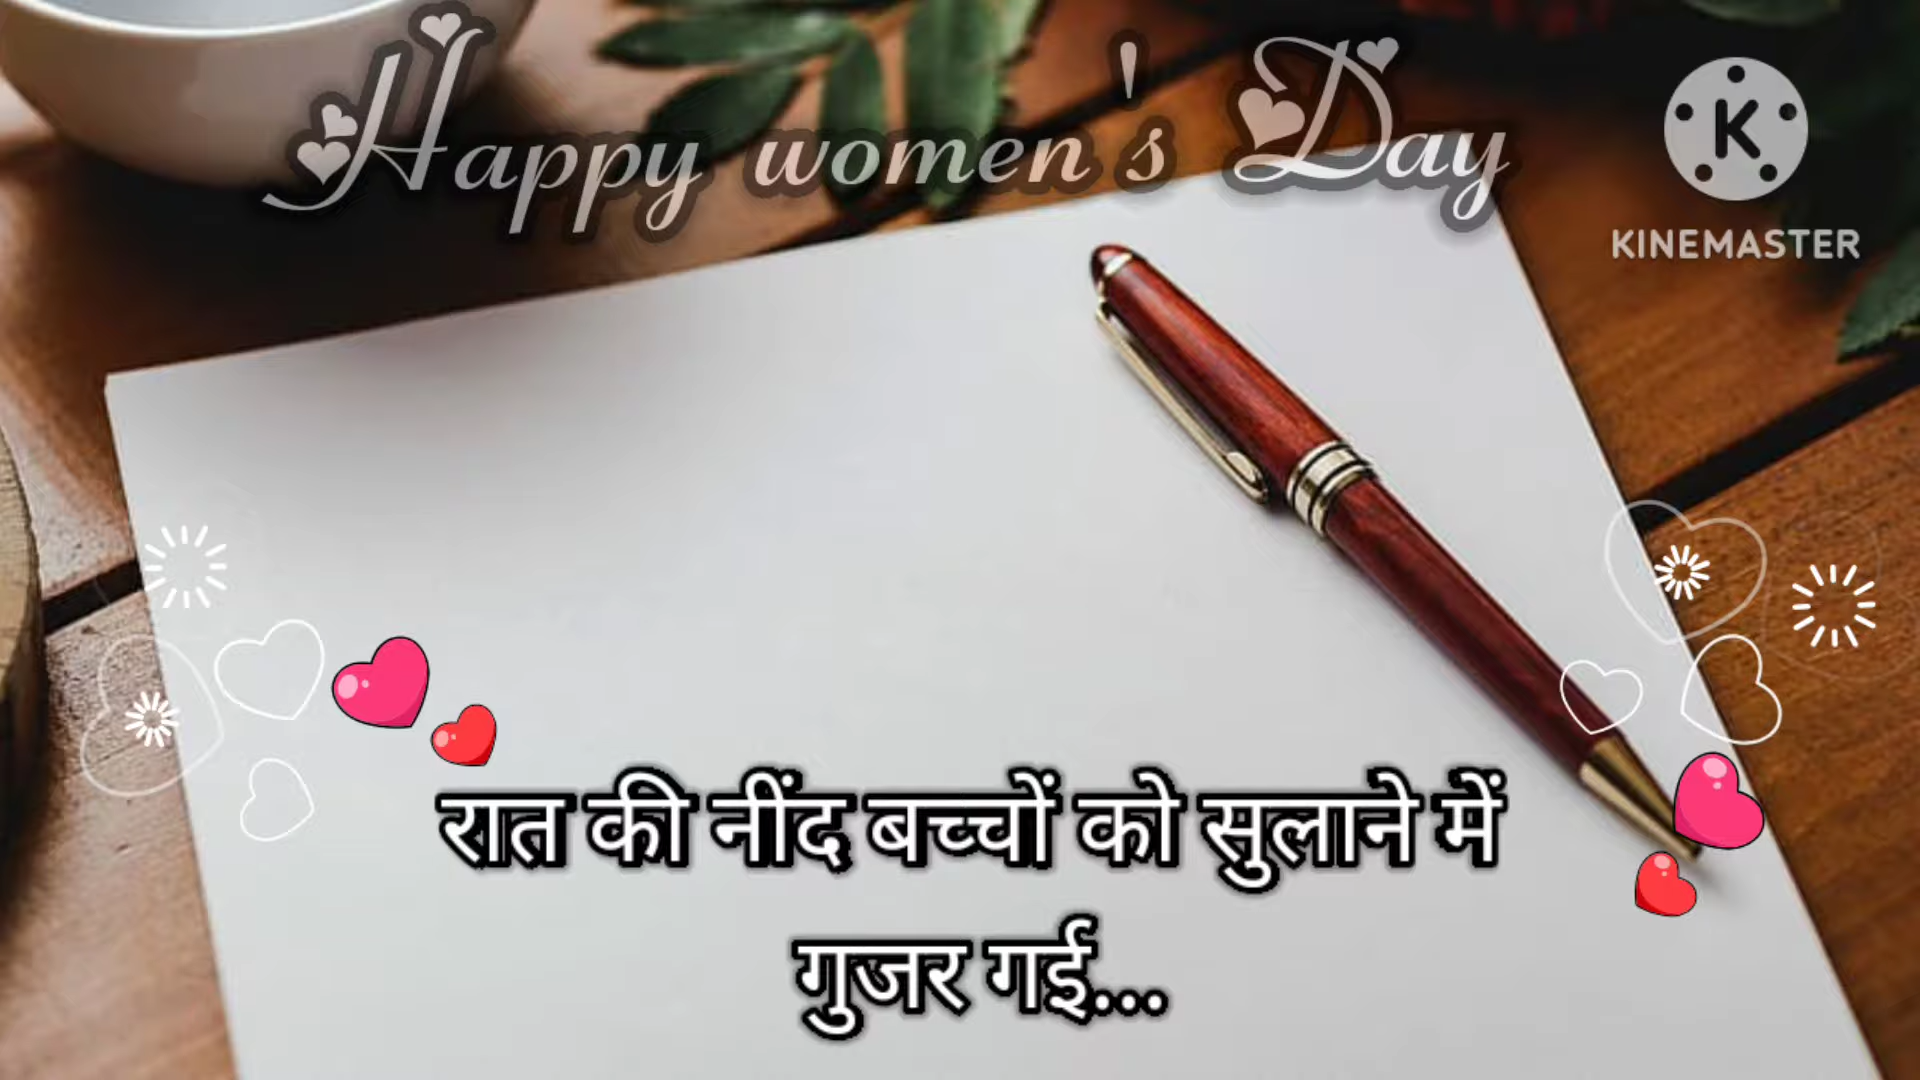 Happy women's Day
K
KINEMASTER
रात की नींद बच्चों को सुलाने में
गुजर गई...